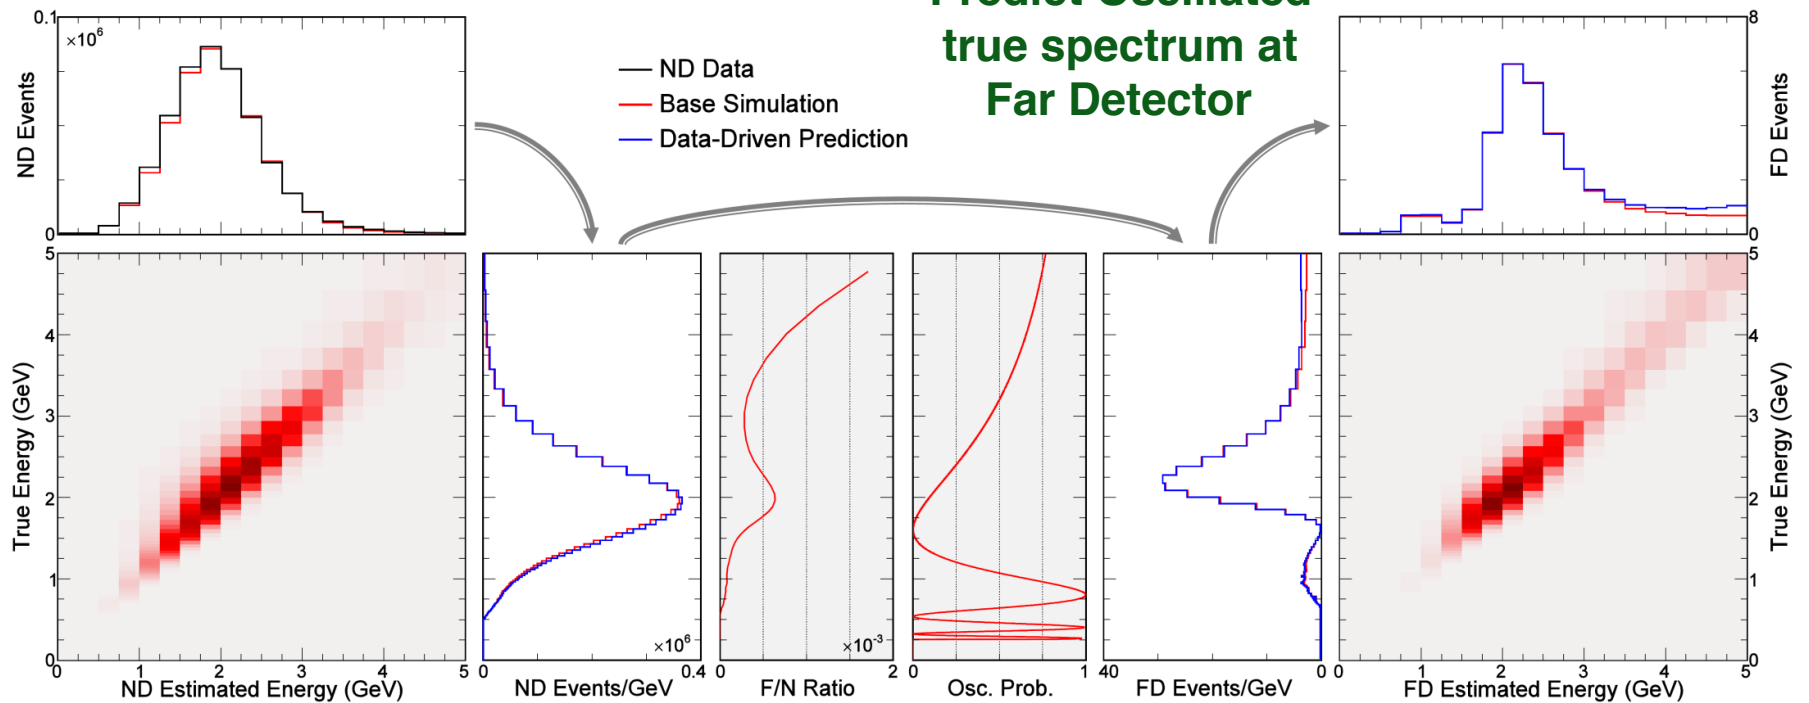 Predict Oscillated
true spectrum at
Far Detector
0.1
×10⁶
ND Events
0
ND Data
Base Simulation
Data-Driven Prediction
8
FD Events
0
5
4
3
2
1
0
True Energy (GeV)
0 1 2 3 4 5
ND Estimated Energy (GeV)
×10⁶
0 0.4
ND Events/GeV
×10⁻³
0 2
F/N Ratio
0 1
Osc. Prob.
40 0
FD Events/GeV
0 1 2 3 4 5
FD Estimated Energy (GeV)
5
4
3
2
1
0
True Energy (GeV)